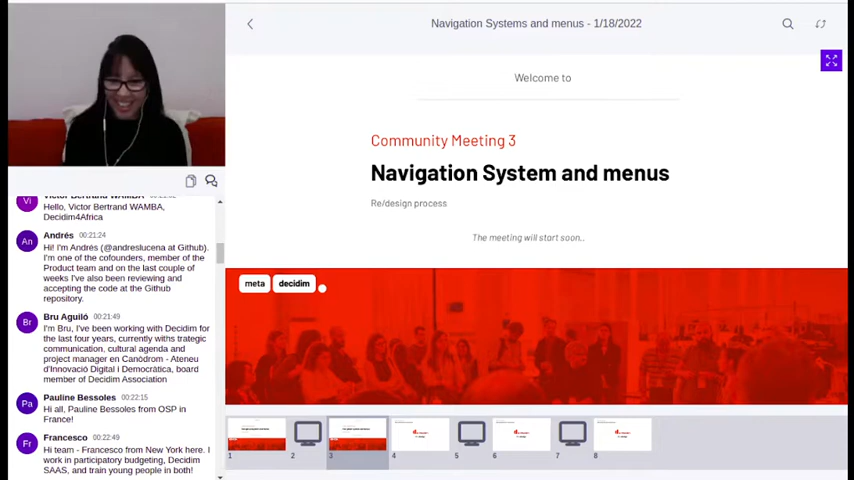 Navigation Systems and menus - 1/18/2022
Welcome to
Community Meeting 3
Navigation System and menus
Re/design process
The meeting will start soon..
meta decidim
Vi
Victor Bertrand WAMBA
Hello, Victor Bertrand WAMBA,
Decidim4Africa
An
Andrés 00:21:24
Hi! I'm Andrés (@andreslucena at Github).
I'm one of the cofounders, member of the
Product team and on the last couple of
weeks I've also been reviewing and
accepting the code at the Github
repository.
Br
Bru Aguiló 00:21:49
I'm Bru, I've been working with Decidim for
the last four years, currently withs trategic
communication, cultural agenda and
project manager en Canòdrom - Ateneu
d'Innovació Digital i Democràtica, board
member of Decidim Association
Pa
Pauline Bessoles 00:22:15
Hi all, Pauline Bessoles from OSP in
France!
Fr
Francesco 00:22:49
Hi team - Francesco from New York here. I
work in participatory budgeting, Decidim
SAAS, and train young people in both!
1 2 3 4 5 6 7 8